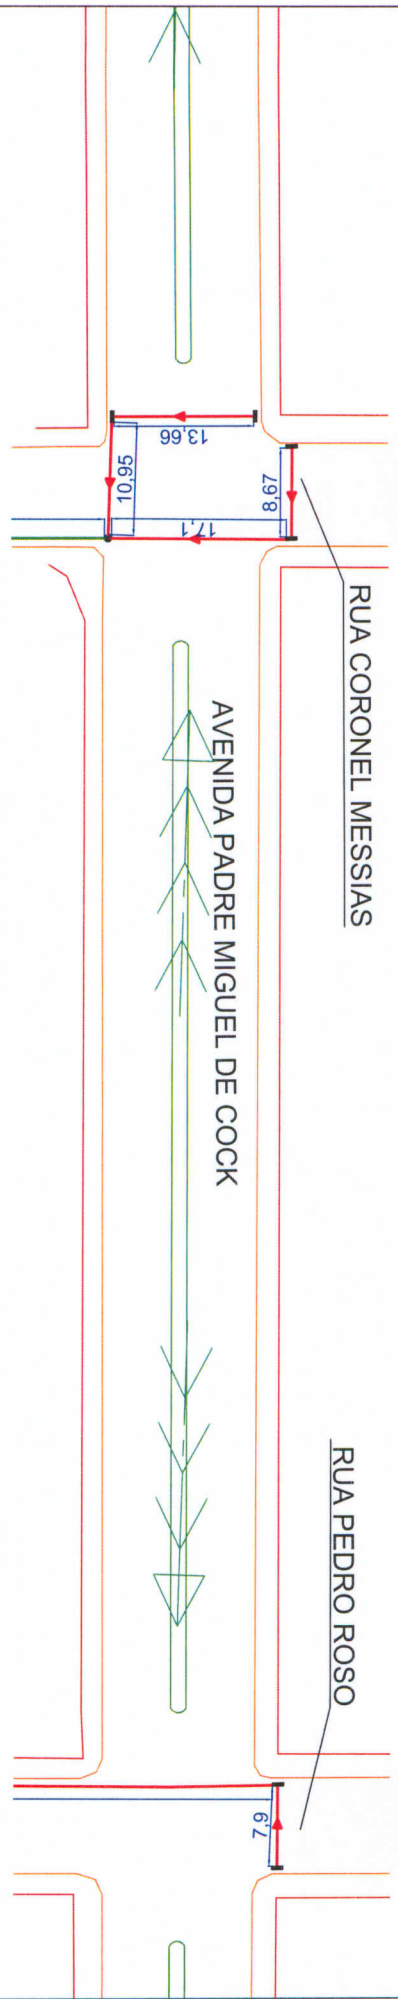 RUA CORONEL MESSIAS
AVENIDA PADRE MIGUEL DE COCK
RUA PEDRO ROSO
13,66
10,95
8,67
17,1
7,9